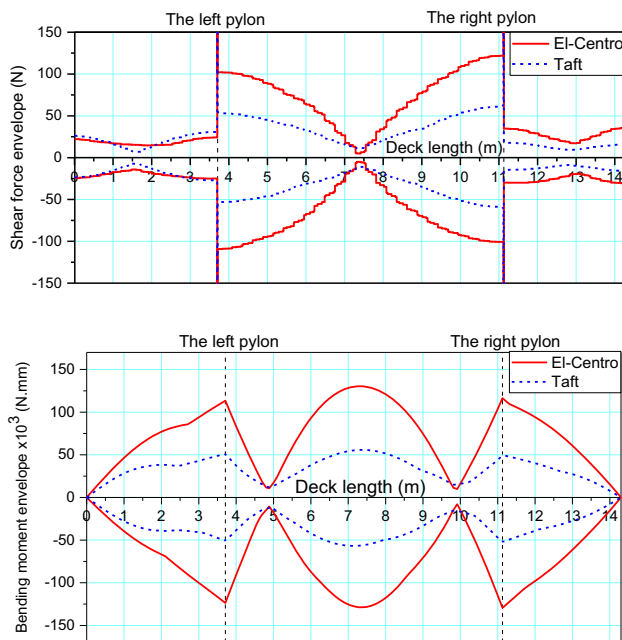 The left pylon
The right pylon
El-Centro
Taft
Shear force envelope (N)
150
100
50
0
-50
-100
-150
Deck length (m)
0 1 2 3 4 5 6 7 8 9 10 11 12 13 14
The left pylon
The right pylon
El-Centro
Taft
Bending moment envelope x10³ (N.mm)
150
100
50
0
-50
-100
-150
Deck length (m)
0 1 2 3 4 5 6 7 8 9 10 11 12 13 14